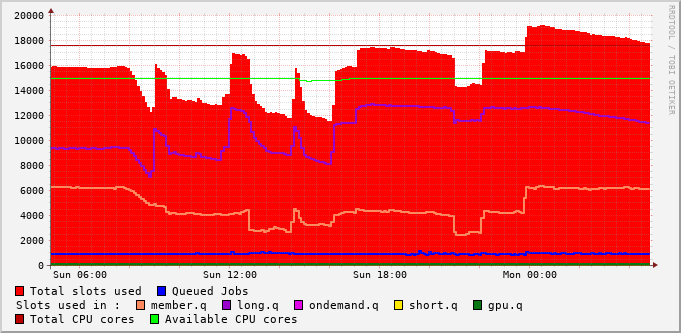 20000
18000
16000
14000
12000
10000
8000
6000
4000
2000
0
Sun 06:00 Sun 12:00 Sun 18:00 Mon 00:00
RRDTOOL / TOBI OETIKER
Total slots used Queued Jobs
Slots used in : member.q long.q ondemand.q short.q gpu.q
Total CPU cores Available CPU cores